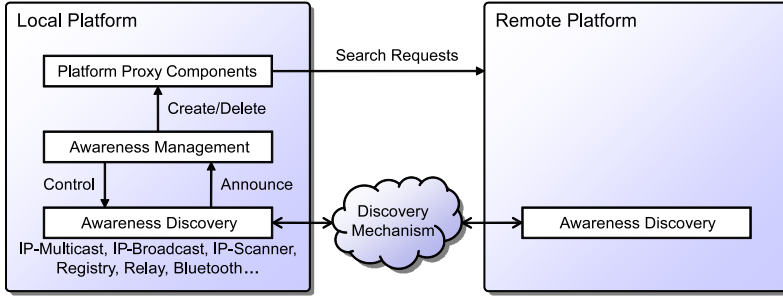 Local Platform
Remote Platform
Platform Proxy Components
Search Requests
Create/Delete
Awareness Management
Control
Announce
Awareness Discovery
Discovery
Mechanism
Awareness Discovery
IP-Multicast, IP-Broadcast, IP-Scanner,
Registry, Relay, Bluetooth…